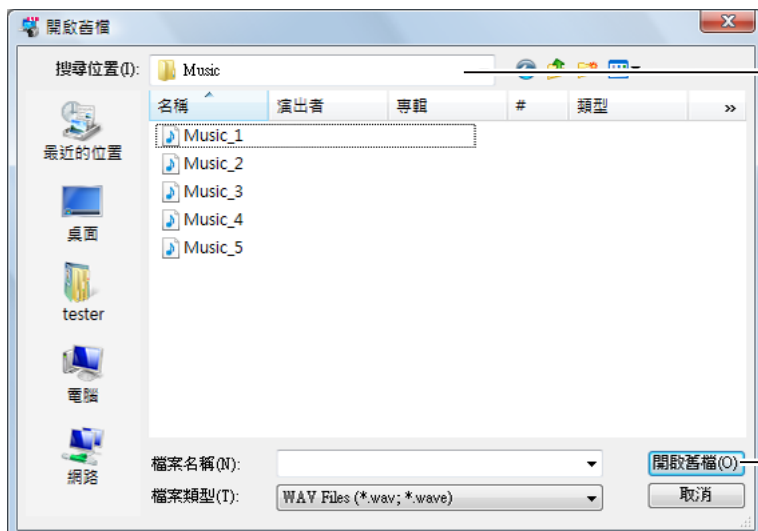 開啟舊檔
搜尋位置(I): Music
名稱 演出者 專輯 # 類型 »
Music_1
Music_2
Music_3
Music_4
Music_5
最近的位置
桌面
tester
電腦
網路
檔案名稱(N): 開啟舊檔(O)
檔案類型(T): WAV Files (*.wav; *.wave) 取消